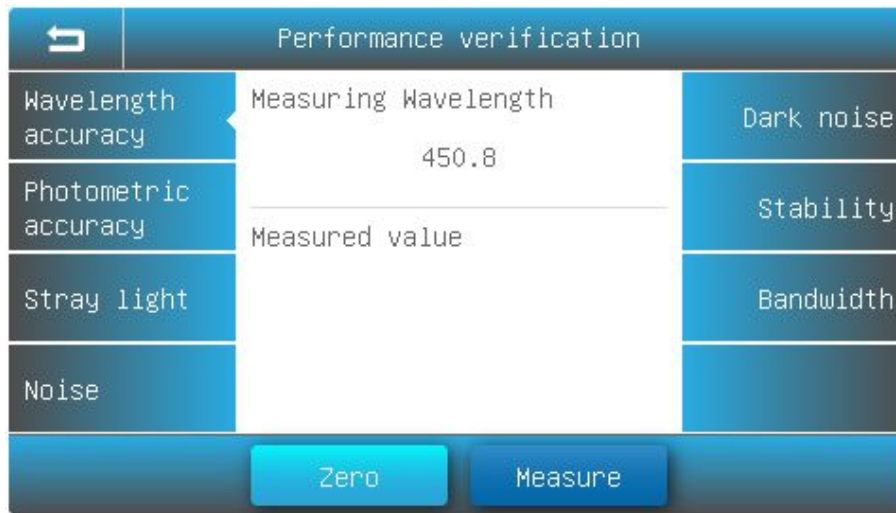 Performance verification
Wavelength
accuracy
Photometric
accuracy
Stray light
Noise
Measuring Wavelength
450.8
Measured value
Dark noise
Stability
Bandwidth
Zero
Measure